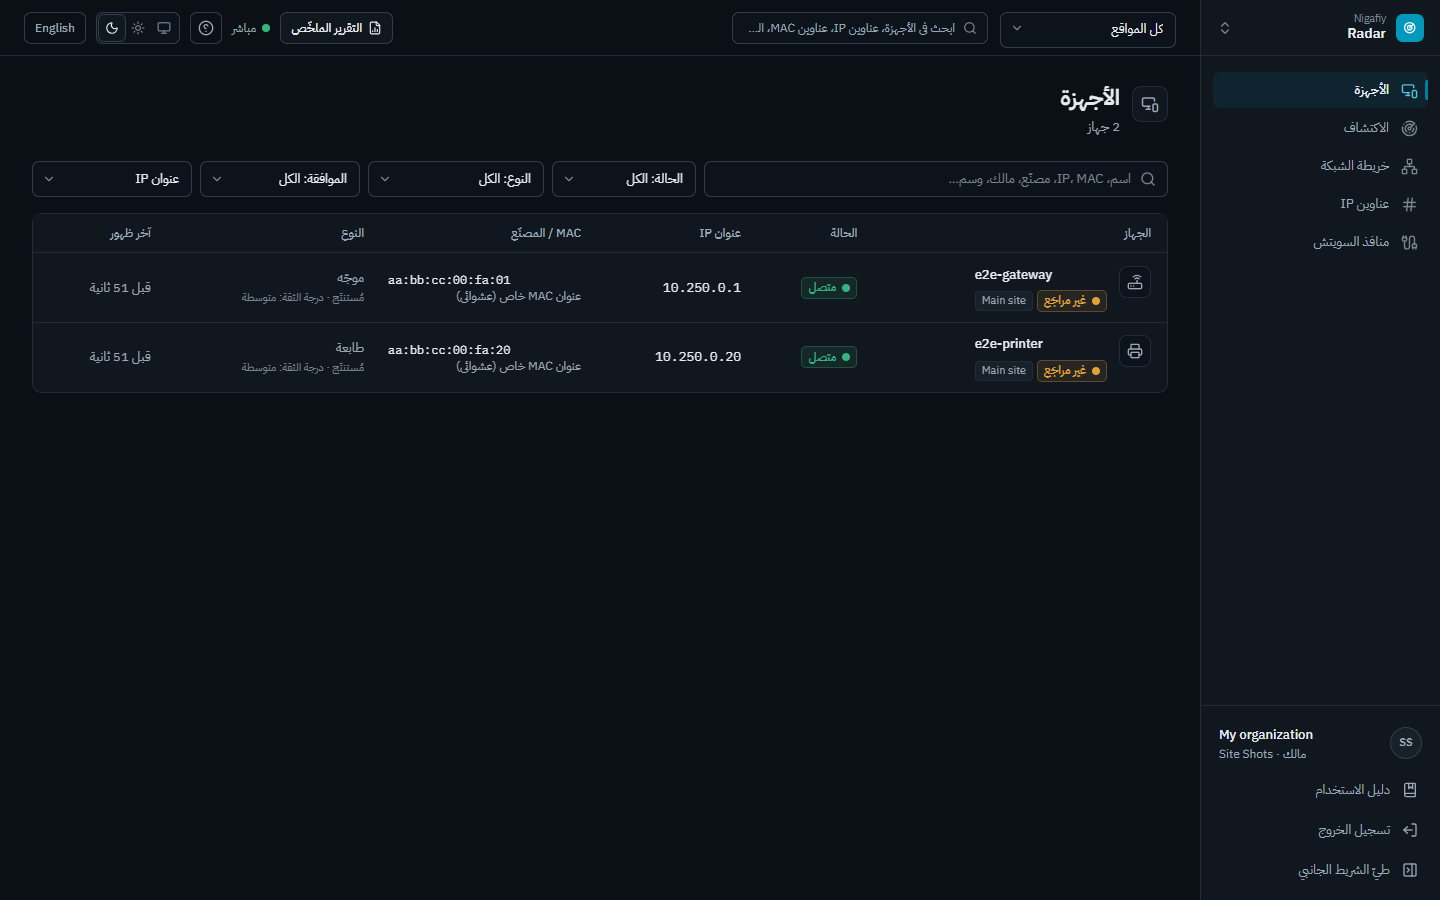 Nigafiy
Radar
كل المواقع
ابحث في الأجهزة، عناوين IP، عناوين MAC، الـ...
التقرير الملخّص
مباشر
English
الأجهزة
الاكتشاف
خريطة الشبكة
عناوين IP
منافذ السويتش
الأجهزة
2 جهاز
اسم، IP، MAC، مصنّع، مالك، وسم...
الحالة: الكل
النوع: الكل
الموافقة: الكل
عنوان IP
الجهاز
الحالة
عنوان IP
MAC / المصنّع
النوع
آخر ظهور
e2e-gateway
غير مراجَع
Main site
متصل
10.250.0.1
aa:bb:cc:00:fa:01
عنوان MAC خاص (عشوائي)
موجّه
مُستنتَج · درجة الثقة: متوسطة
قبل 51 ثانية
e2e-printer
غير مراجَع
Main site
متصل
10.250.0.20
aa:bb:cc:00:fa:20
عنوان MAC خاص (عشوائي)
طابعة
مُستنتَج · درجة الثقة: متوسطة
قبل 51 ثانية
SS
My organization
Site Shots · مالك
دليل الاستخدام
تسجيل الخروج
طيّ الشريط الجانبي